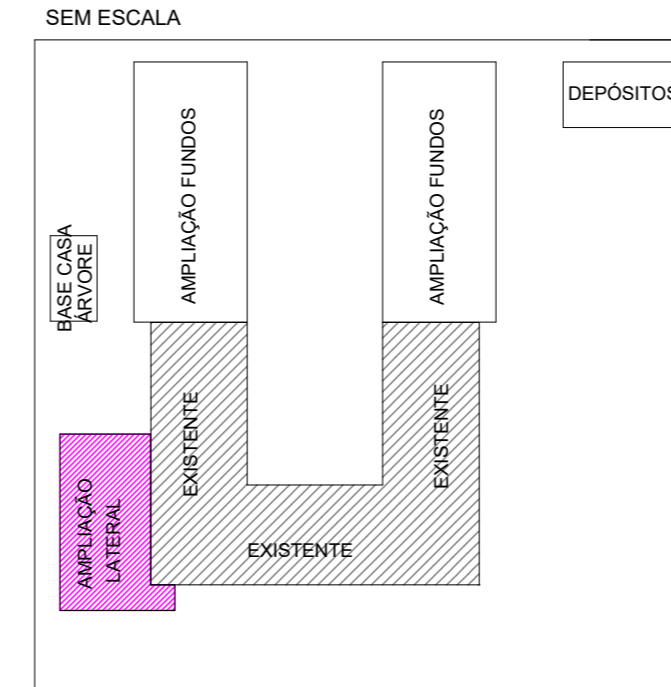 SEM ESCALA
AMPLIAÇÃO FUNDOS
AMPLIAÇÃO FUNDOS
DEPÓSITOS
BASE CASA
ÁRVORE
EXISTENTE
EXISTENTE
EXISTENTE
AMPLIAÇÃO
LATERAL